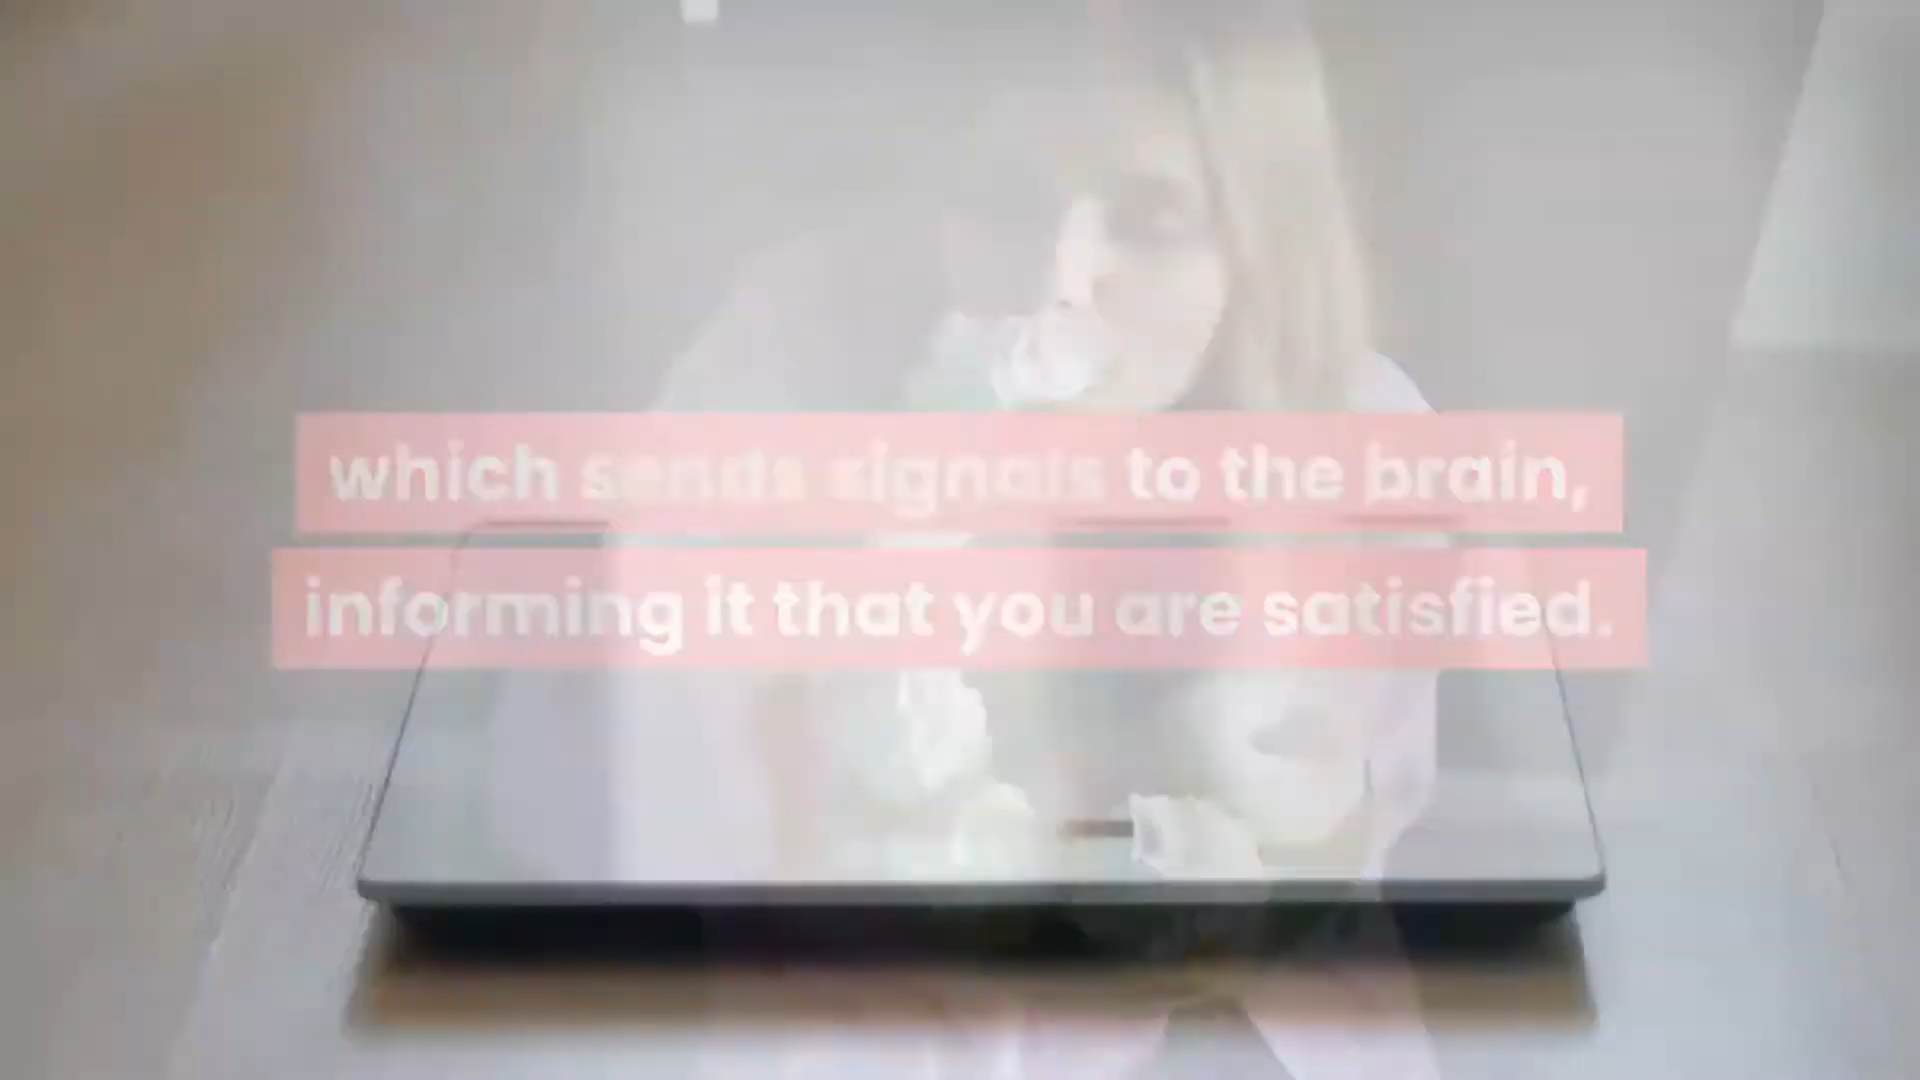 which sends signals to the brain,
informing it that you are satisfied.